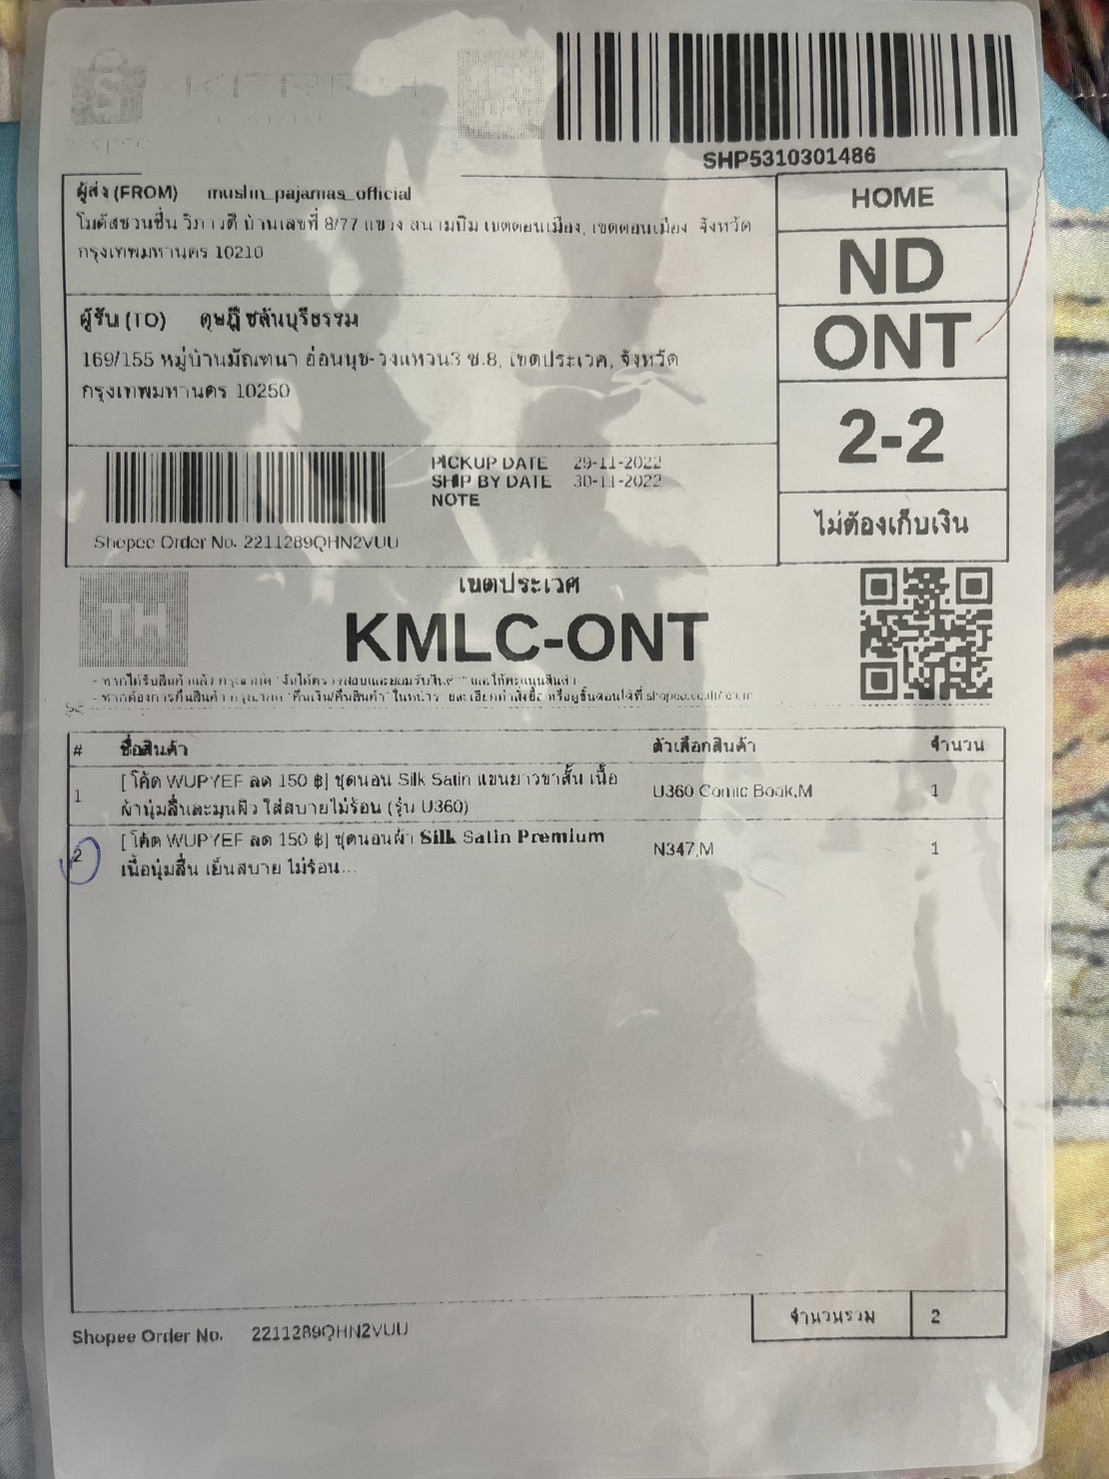 SHP5310301486
ผู้ส่ง (FROM) muslin_pajamas_official
โมดัสชวนชื่น วิภาวดี บ้านเลขที่ 8/77 แขวง สนามบิน เขตดอนเมือง, เขตดอนเมือง จังหวัด
กรุงเทพมหานคร 10210
HOME
ND
ONT
2-2
ไม่ต้องเก็บเงิน
ผู้รับ (TO) ดุษฎี ชลันบุรีธรรม
169/155 หมู่บ้านมัณฑนา อ่อนนุช-วงแหวน3 ซ.8, เขตประเวศ, จังหวัด
กรุงเทพมหานคร 10250
PICKUP DATE 29-11-2022
SHIP BY DATE 30-11-2022
NOTE
Shopee Order No. 2211289QHN2VUU
TH
เขตประเวศ
KMLC-ONT
# ชื่อสินค้า ตัวเลือกสินค้า จำนวน
1 [ โค้ด WUPYEF ลด 150 ฿] ชุดนอน Silk Satin แขนยาวขาสั้น เนื้อ U360 Comic Book,M 1
ผ้านุ่มลื่นละมุนผิว ใส่สบายไม่ร้อน (รุ่น U360)
2 [ โค้ด WUPYEF ลด 150 ฿] ชุดนอนผ้า Silk Satin Premium N347,M 1
เนื้อนุ่มลื่น เย็นสบาย ไม่ร้อน...
จำนวนรวม 2
Shopee Order No. 2211289QHN2VUU